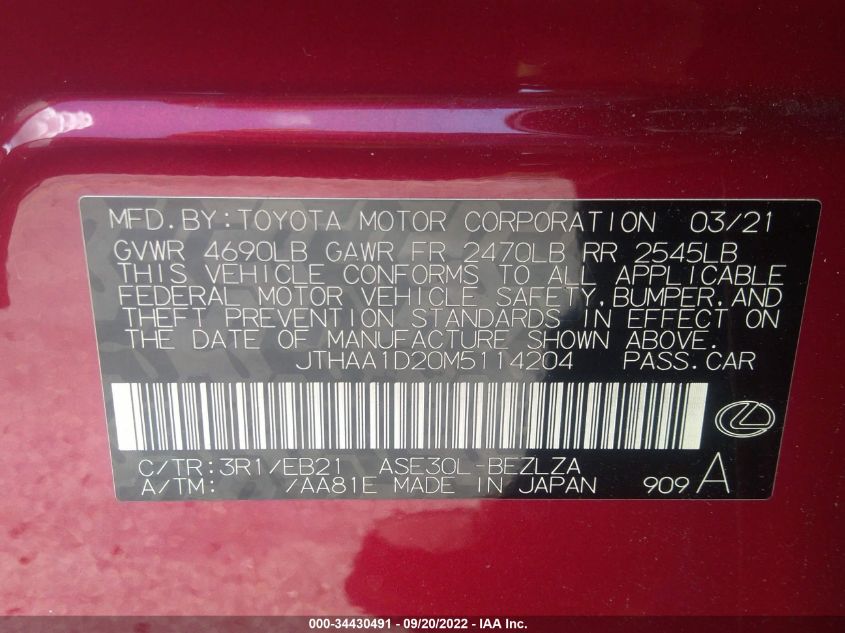 MFD.BY:TOYOTA MOTOR CORPORATION 03/21
GVWR 4690LB GAWR FR 2470LB RR 2545LB
THIS VEHICLE CONFORMS TO ALL APPLICABLE
FEDERAL MOTOR VEHICLE SAFETY,BUMPER,AND
THEFT PREVENTION STANDARDS IN EFFECT ON
THE DATE OF MANUFACTURE SHOWN ABOVE.
JTHAA1D20M5114204 PASS.CAR
C/TR:3R1/EB21 ASE30L-BEZLZA
A/TM: /AA81E MADE IN JAPAN 909 A
000-34430491 - 09/20/2022 - IAA Inc.